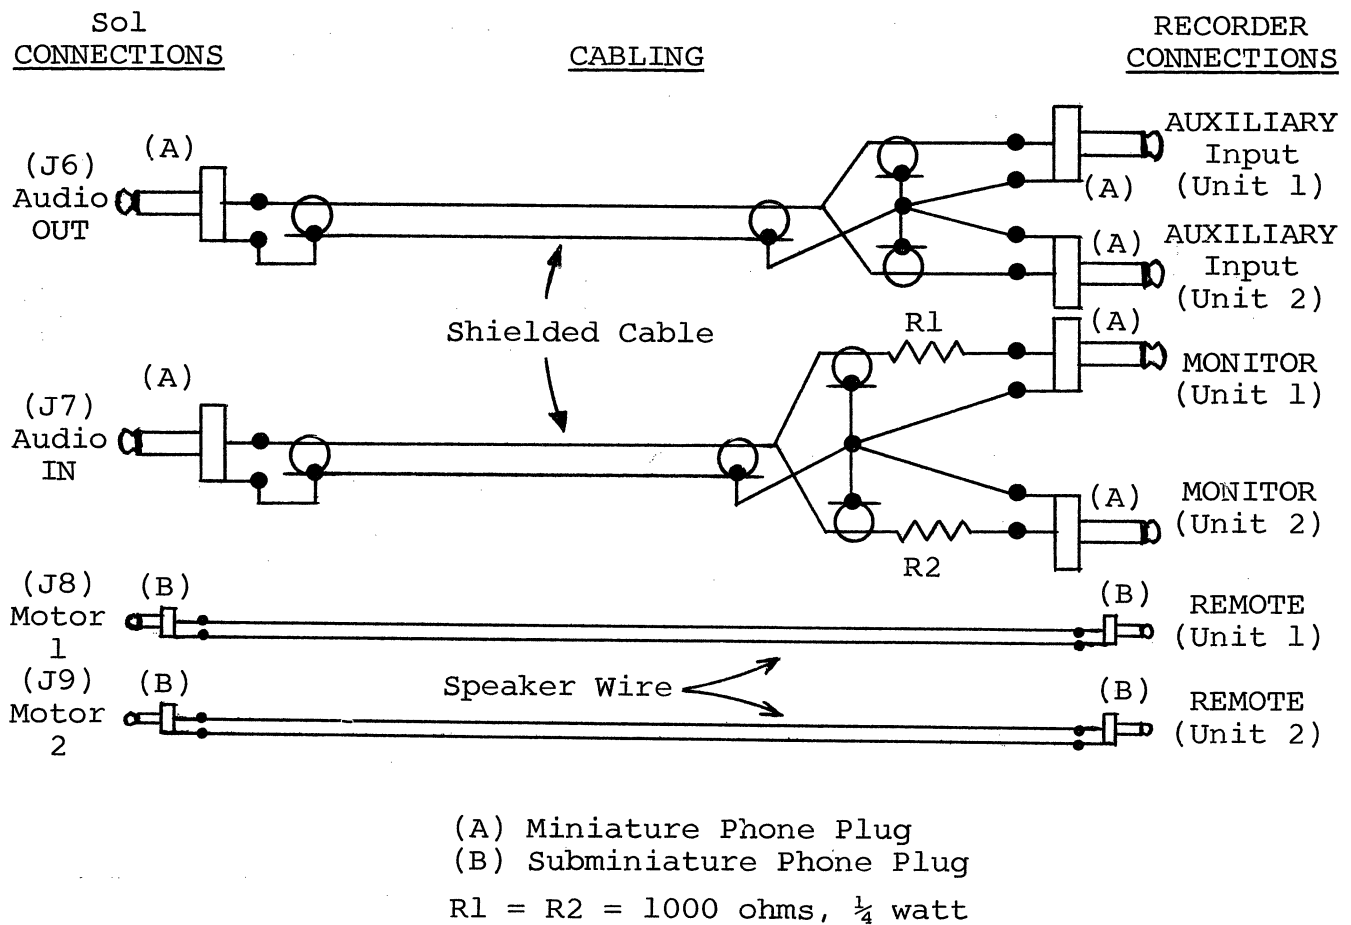 Sol
CONNECTIONS
CABLING
RECORDER
CONNECTIONS
(J6)
Audio
OUT
(A)
(A)
AUXILIARY
Input
(Unit 1)
(A)
AUXILIARY
Input
(Unit 2)
Shielded Cable
(J7)
Audio
IN
(A)
R1
(A)
MONITOR
(Unit 1)
R2
(A)
MONITOR
(Unit 2)
(J8)
Motor
1
(B)
(B)
REMOTE
(Unit 1)
Speaker Wire
(J9)
Motor
2
(B)
(B)
REMOTE
(Unit 2)
(A) Miniature Phone Plug
(B) Subminiature Phone Plug
R1 = R2 = 1000 ohms, ¼ watt